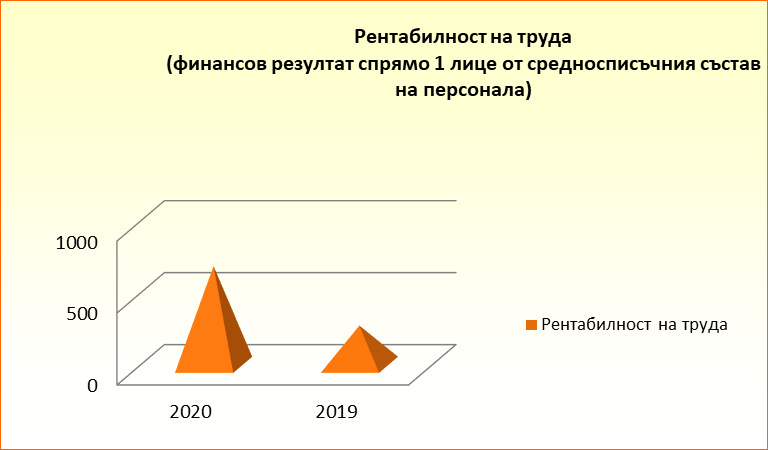 Рентабилност на труда
(финансов резултат спрямо 1 лице от средносписъчния състав
на персонала)
1000
500
0
2020
2019
Рентабилност на труда